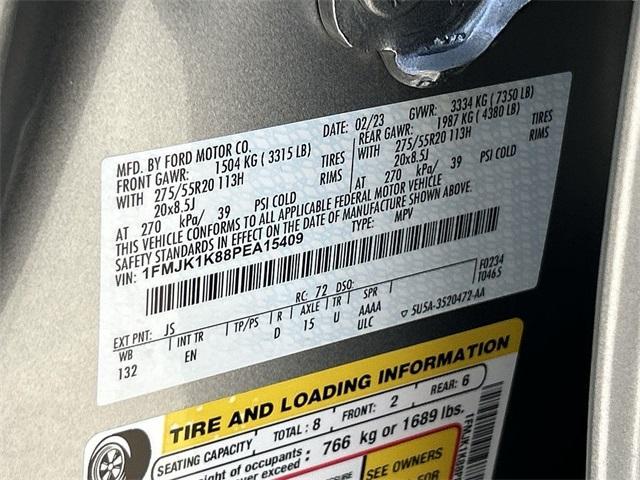 MFD. BY FORD MOTOR CO.
DATE: 02/23 GVWR: 3334 KG ( 7350 LB)
FRONT GAWR: 1504 KG ( 3315 LB)
REAR GAWR: 1987 KG ( 4380 LB)
WITH 275/55R20 113H TIRES
WITH 275/55R20 113H TIRES
20x8.5J RIMS
20x8.5J RIMS
AT 270 kPa/ 39 PSI COLD
AT 270 kPa/ 39 PSI COLD
THIS VEHICLE CONFORMS TO ALL APPLICABLE FEDERAL MOTOR VEHICLE
SAFETY STANDARDS IN EFFECT ON THE DATE OF MANUFACTURE SHOWN ABOVE.
VIN: 1FMJK1K88PEA15409 TYPE: MPV
F0234
T0465
EXT PNT: JS RC: 72 DSO:
WB INT TR TP/PS R AXLE TR SPR
132 EN D 15 U AAAA
ULC
5U5A-3520472-AA
TIRE AND LOADING INFORMATION
SEATING CAPACITY TOTAL: 8 FRONT: 2 REAR: 6
ght of occupants
ver exceed : 766 kg or 1689 lbs.
SEE OWNERS